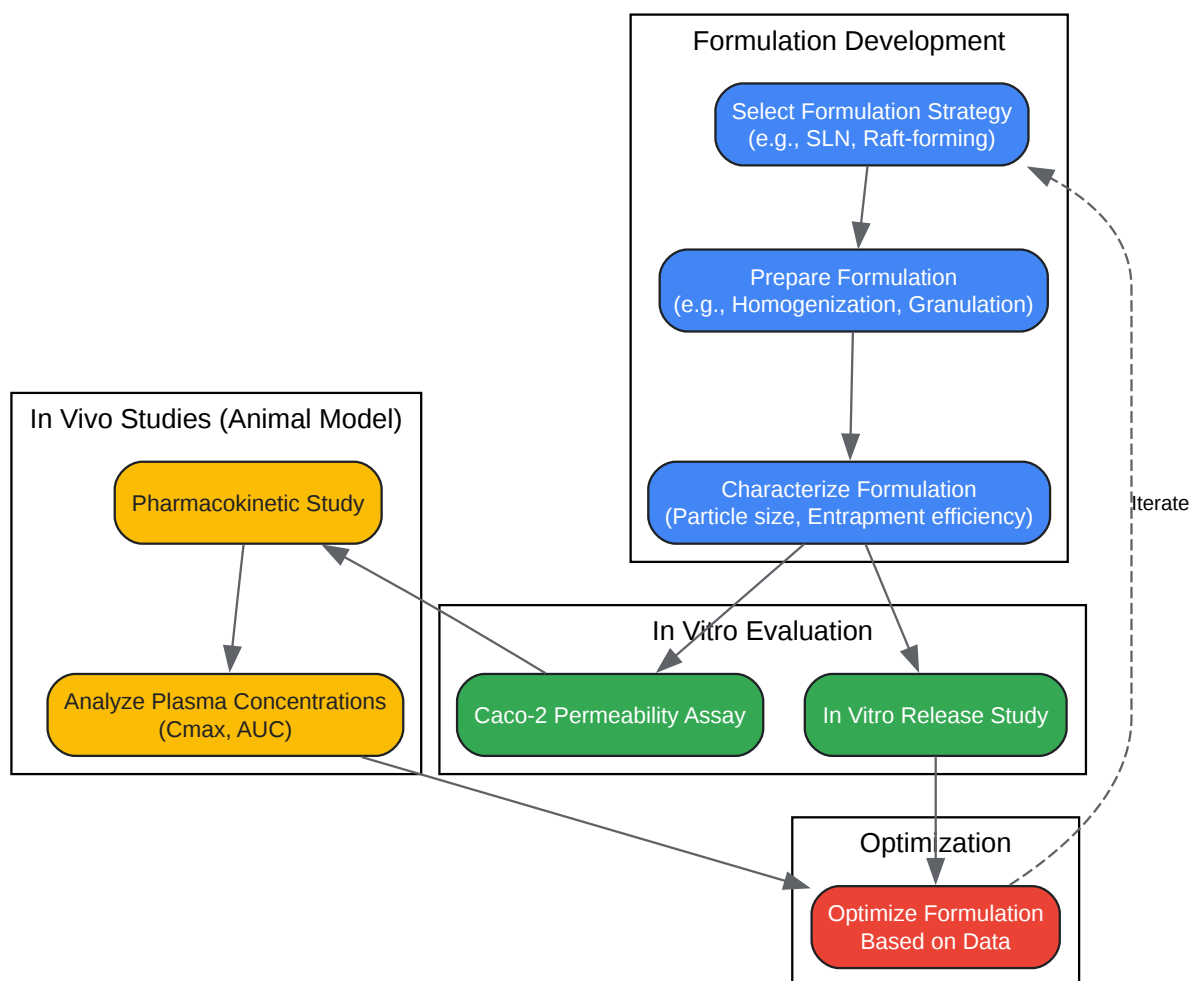 Formulation Development
Select Formulation Strategy
(e.g., SLN, Raft-forming)
Prepare Formulation
(e.g., Homogenization, Granulation)
Characterize Formulation
(Particle size, Entrapment efficiency)
Iterate
In Vivo Studies (Animal Model)
Pharmacokinetic Study
Analyze Plasma Concentrations
(Cmax, AUC)
In Vitro Evaluation
Caco-2 Permeability Assay
In Vitro Release Study
Optimization
Optimize Formulation
Based on Data